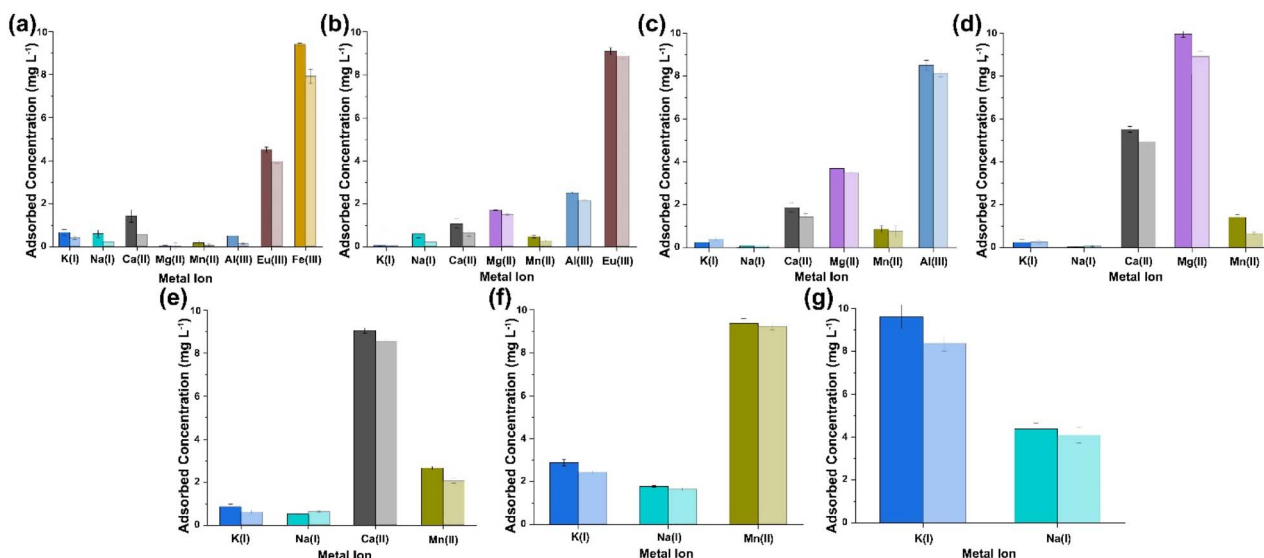 (a)
Adsorbed Concentration (mg L⁻¹)
10
8
6
4
2
0
K(I) Na(I) Ca(II) Mg(II) Mn(II) Al(III) Eu(III) Fe(III)
Metal Ion
(b)
Adsorbed Concentration (mg L⁻¹)
10
8
6
4
2
0
K(I) Na(I) Ca(II) Mg(II) Mn(II) Al(III) Eu(III)
Metal Ion
(c)
Adsorbed Concentration (mg L⁻¹)
10
8
6
4
2
0
K(I) Na(I) Ca(II) Mg(II) Mn(II) Al(III)
Metal Ion
(d)
Adsorbed Concentration (mg L⁻¹)
10
8
6
4
2
0
K(I) Na(I) Ca(II) Mg(II) Mn(II)
Metal Ion
(e)
Adsorbed Concentration (mg L⁻¹)
10
8
6
4
2
0
K(I) Na(I) Ca(II) Mn(II)
Metal Ion
(f)
Adsorbed Concentration (mg L⁻¹)
10
8
6
4
2
0
K(I) Na(I) Mn(II)
Metal Ion
(g)
Adsorbed Concentration (mg L⁻¹)
10
8
6
4
2
0
K(I) Na(I)
Metal Ion